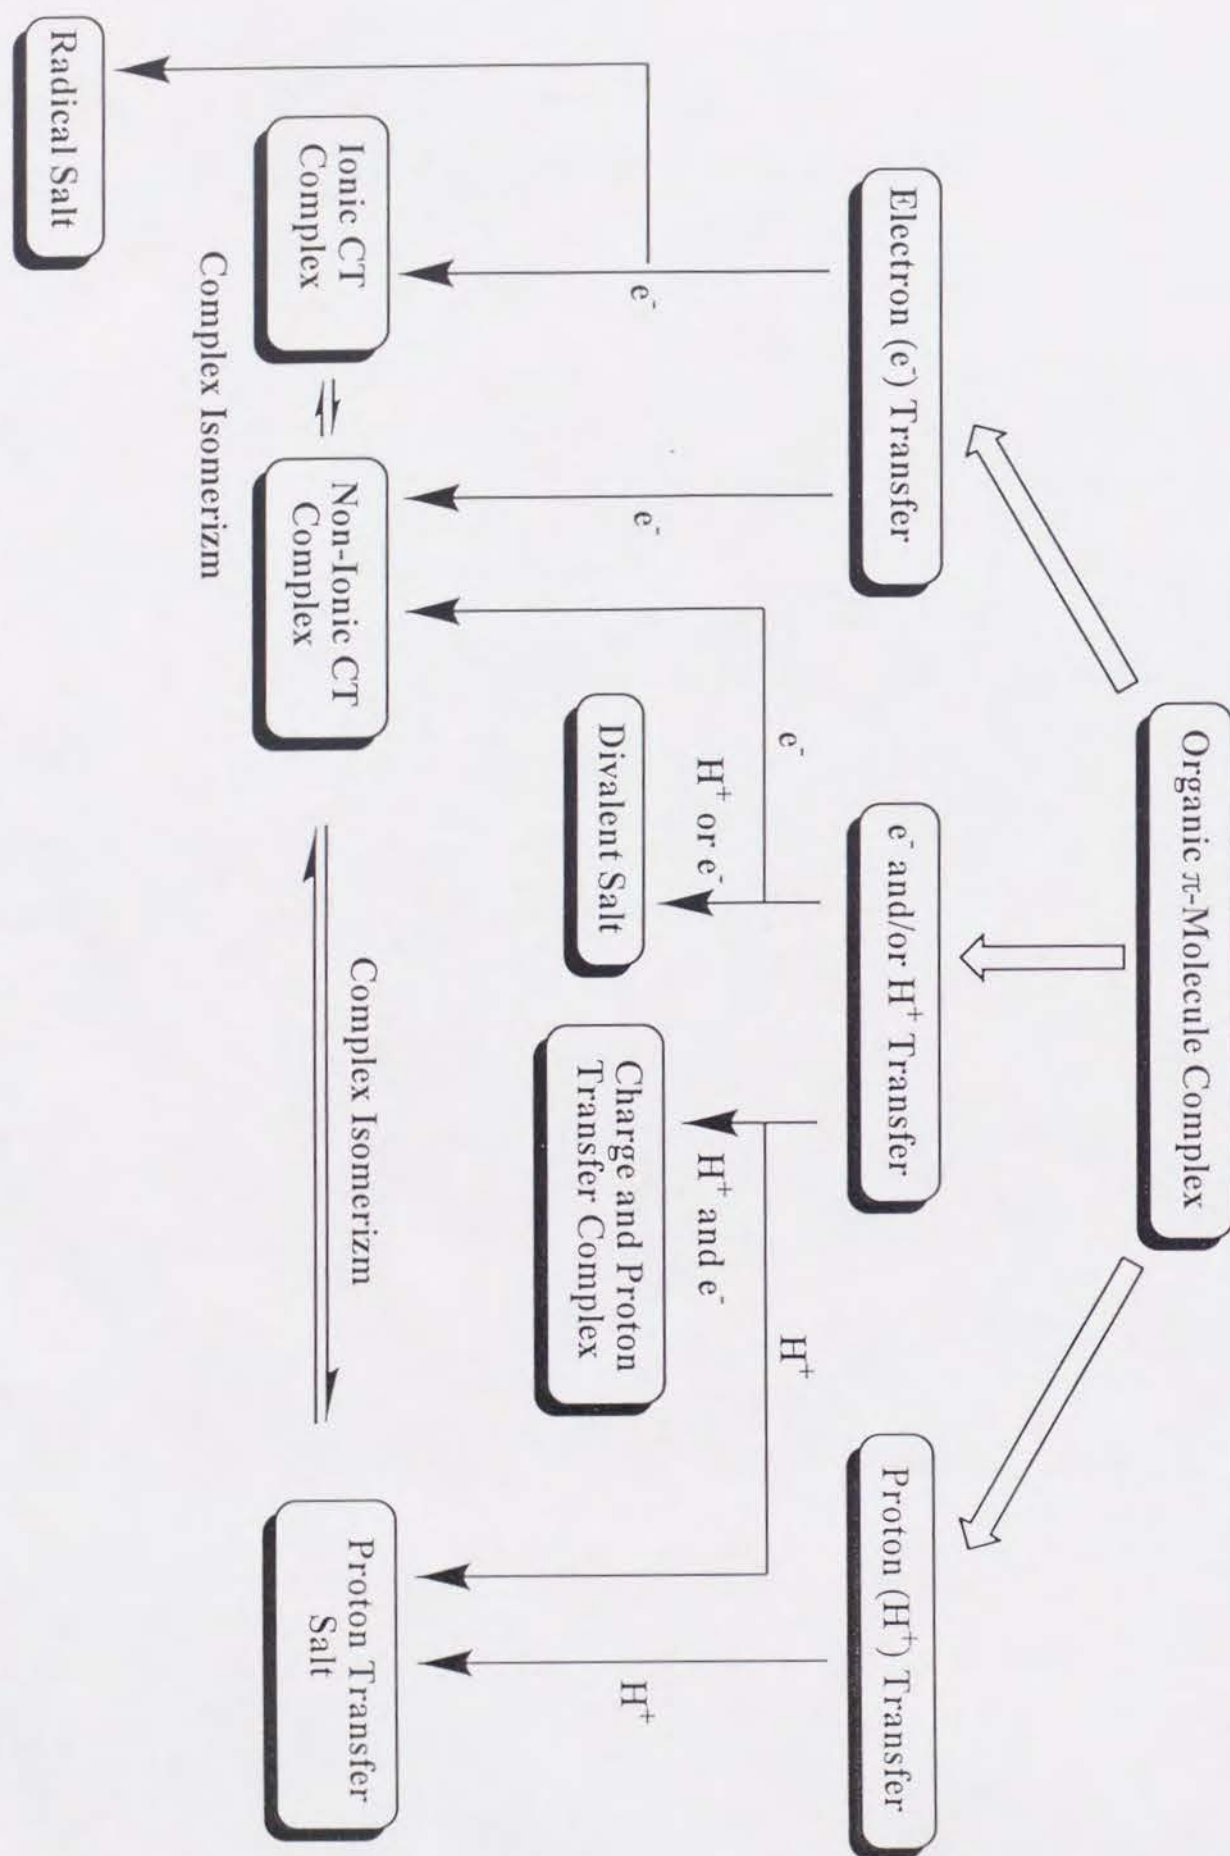 Organic π-Molecule Complex
Electron (e⁻) Transfer
e⁻ and/or H⁺ Transfer
Proton (H⁺) Transfer
e⁻
e⁻
e⁻
H⁺ or e⁻
H⁺ and e⁻
H⁺
H⁺
Divalent Salt
Charge and Proton
Transfer Complex
Ionic CT
Complex
Non-Ionic CT
Complex
Complex Isomerizm
Proton Transfer
Salt
Complex Isomerizm
Radical Salt